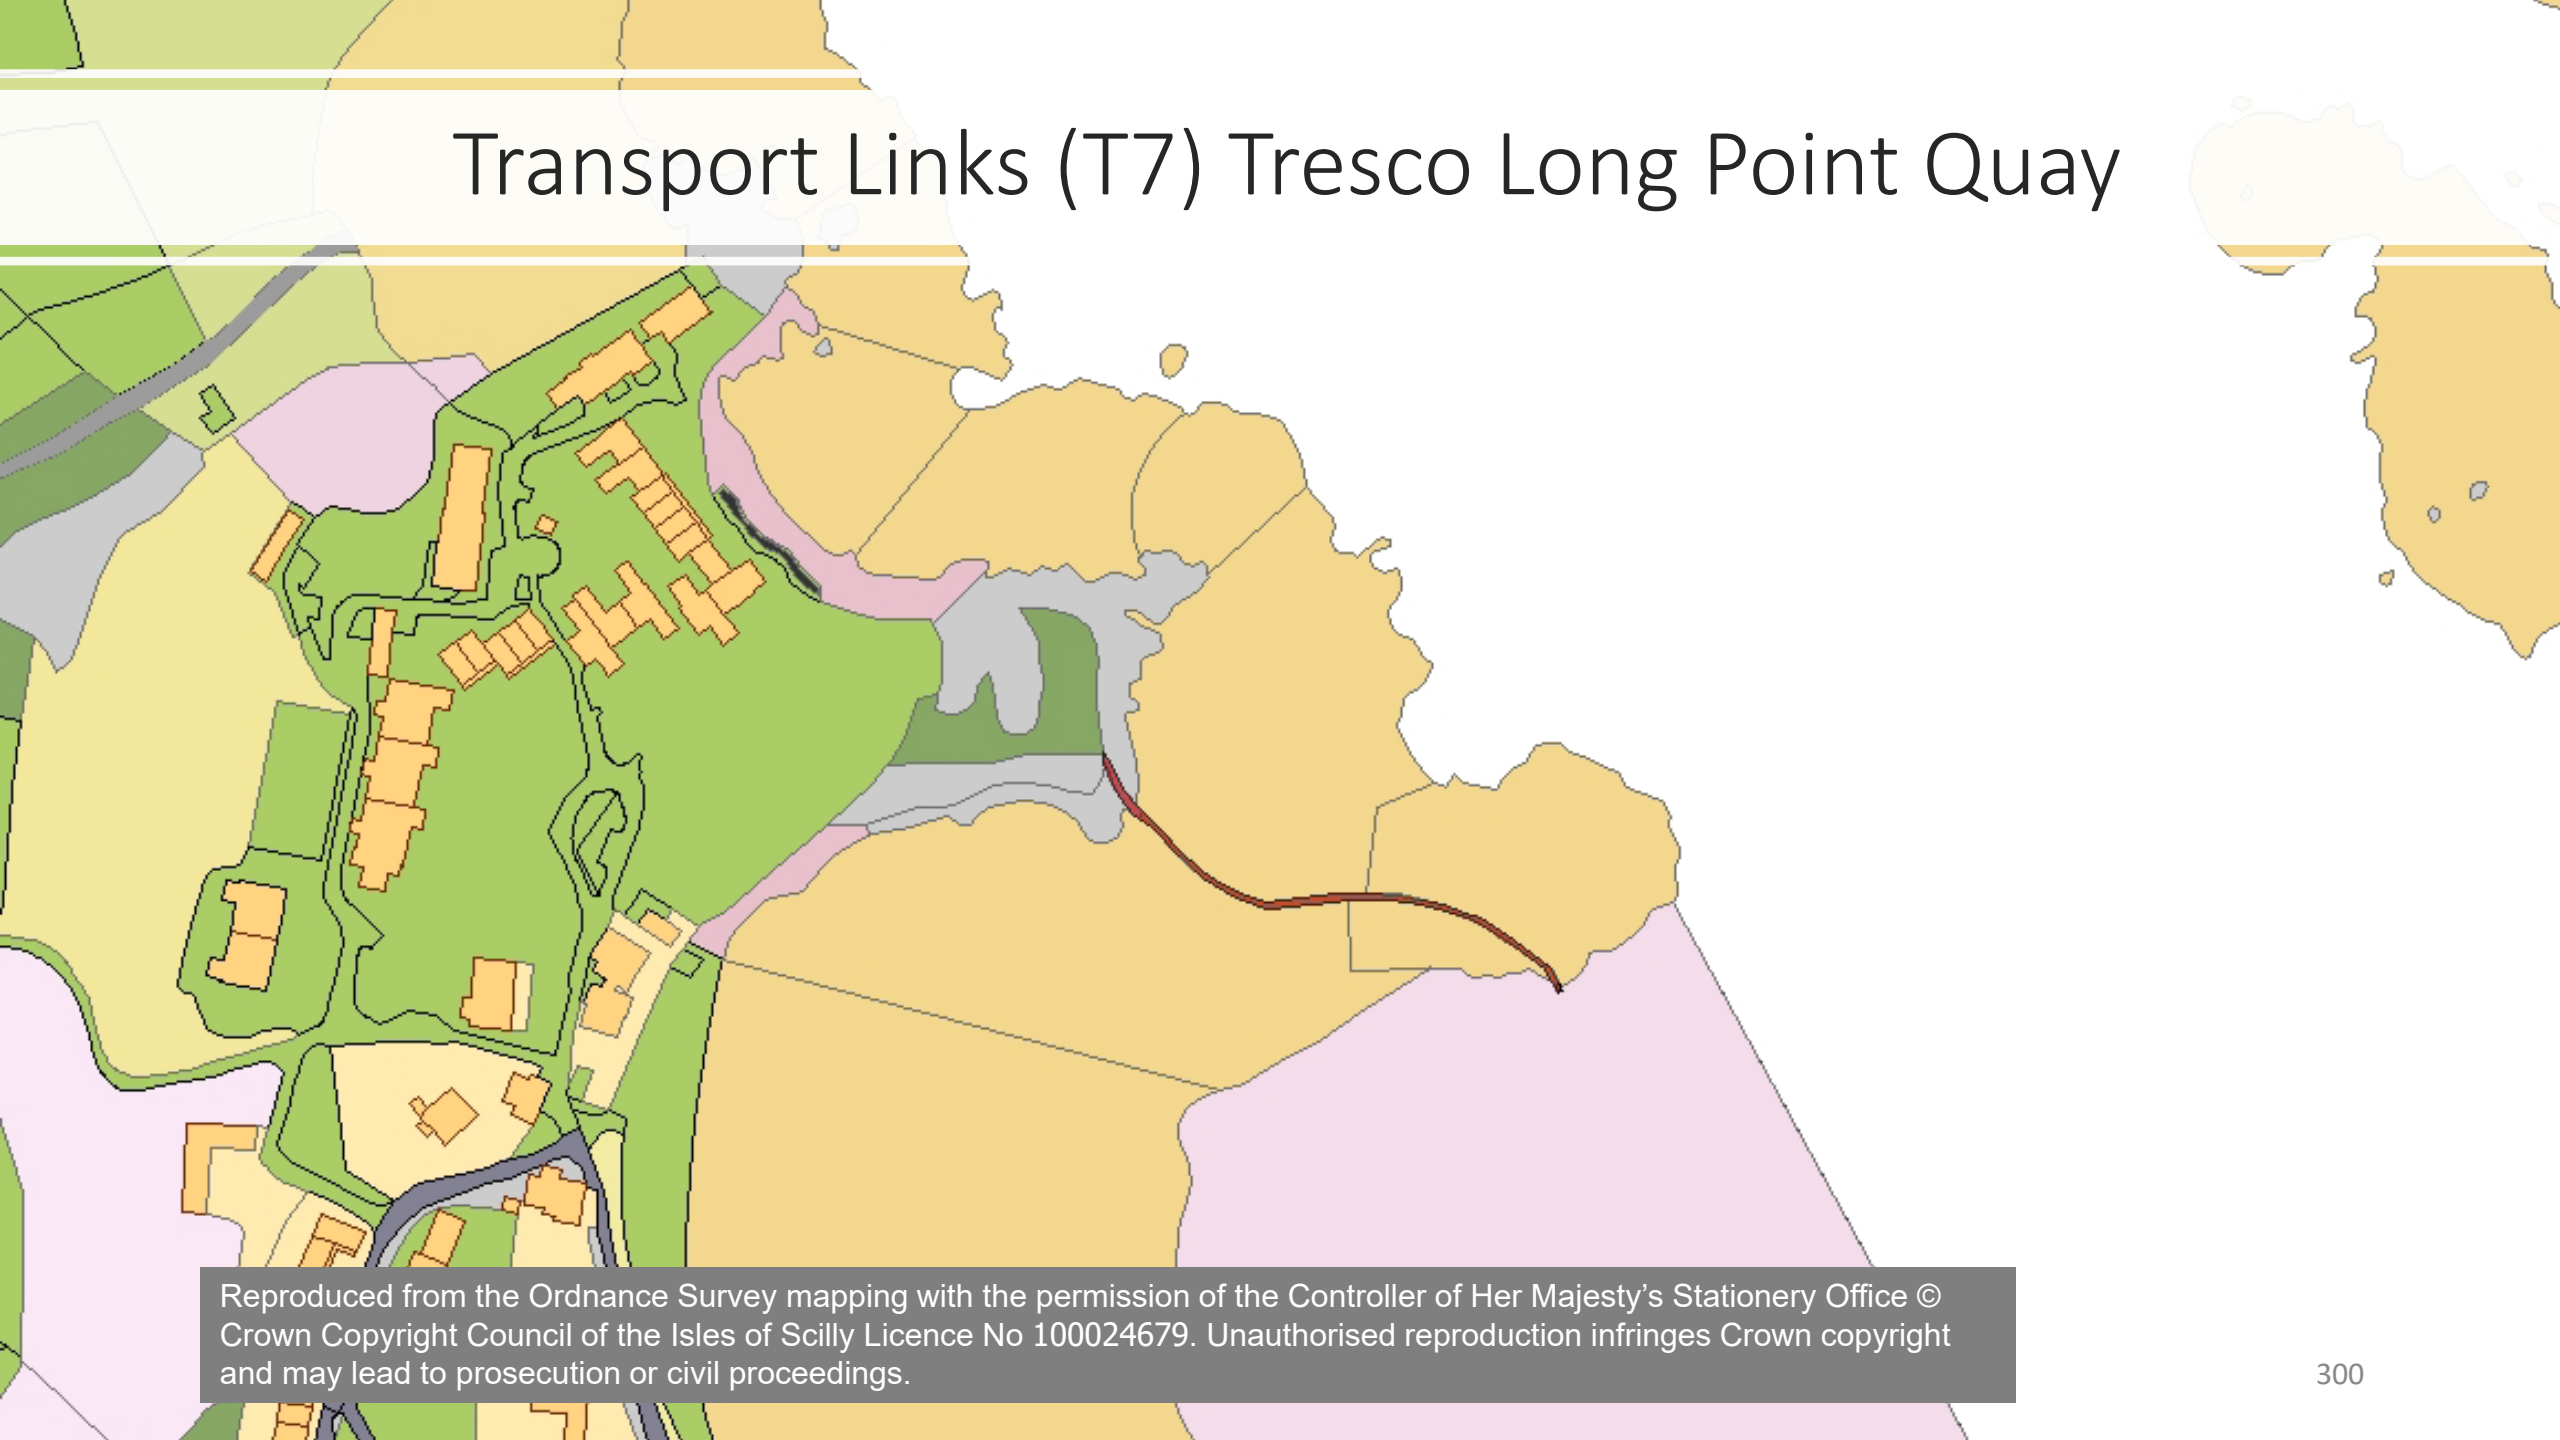 Transport Links (T7) Tresco Long Point Quay
Reproduced from the Ordnance Survey mapping with the permission of the Controller of Her Majesty’s Stationery Office ©
Crown Copyright Council of the Isles of Scilly Licence No 100024679. Unauthorised reproduction infringes Crown copyright
and may lead to prosecution or civil proceedings.
300